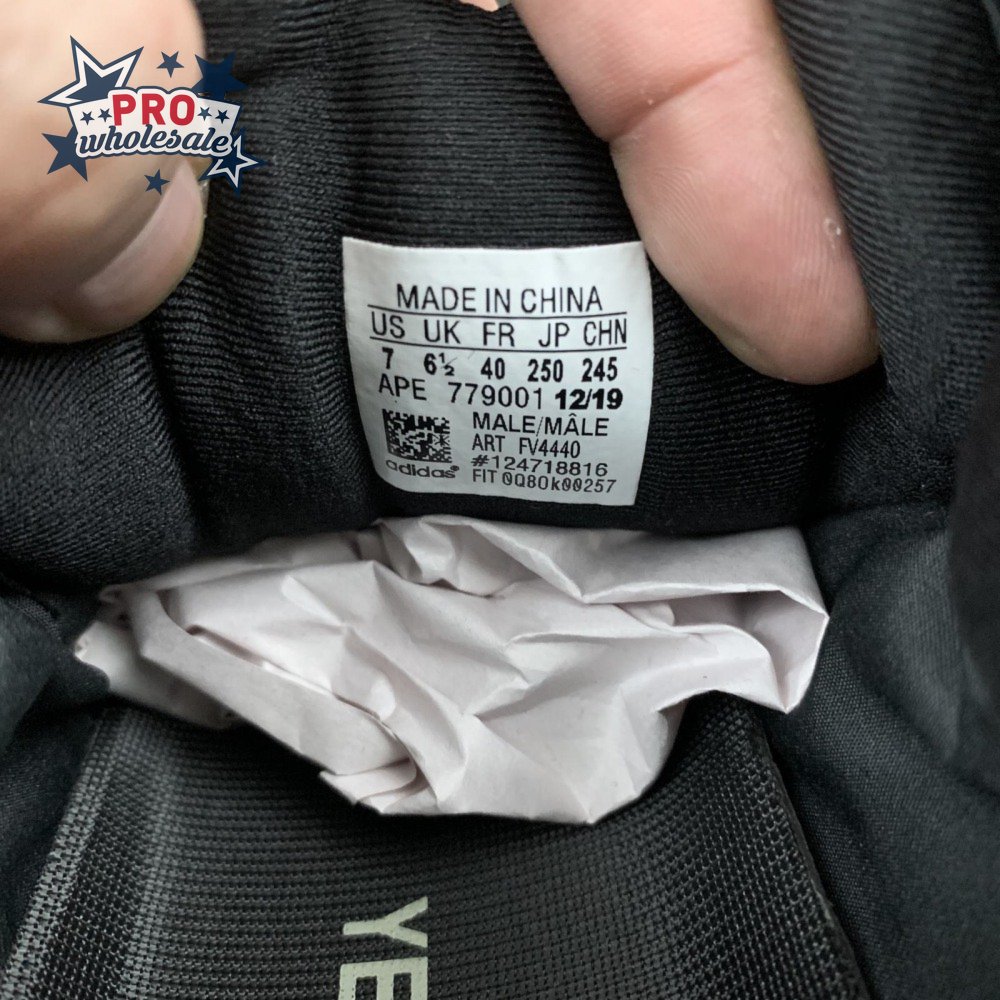 PRO
wholesale
MADE IN CHINA
US UK FR JP CHN
7 6½ 40 250 245
APE 779001 12/19
MALE/MÂLE
ART FV4440
#124718816
adidas®
FIT 0Q80k00257
YE